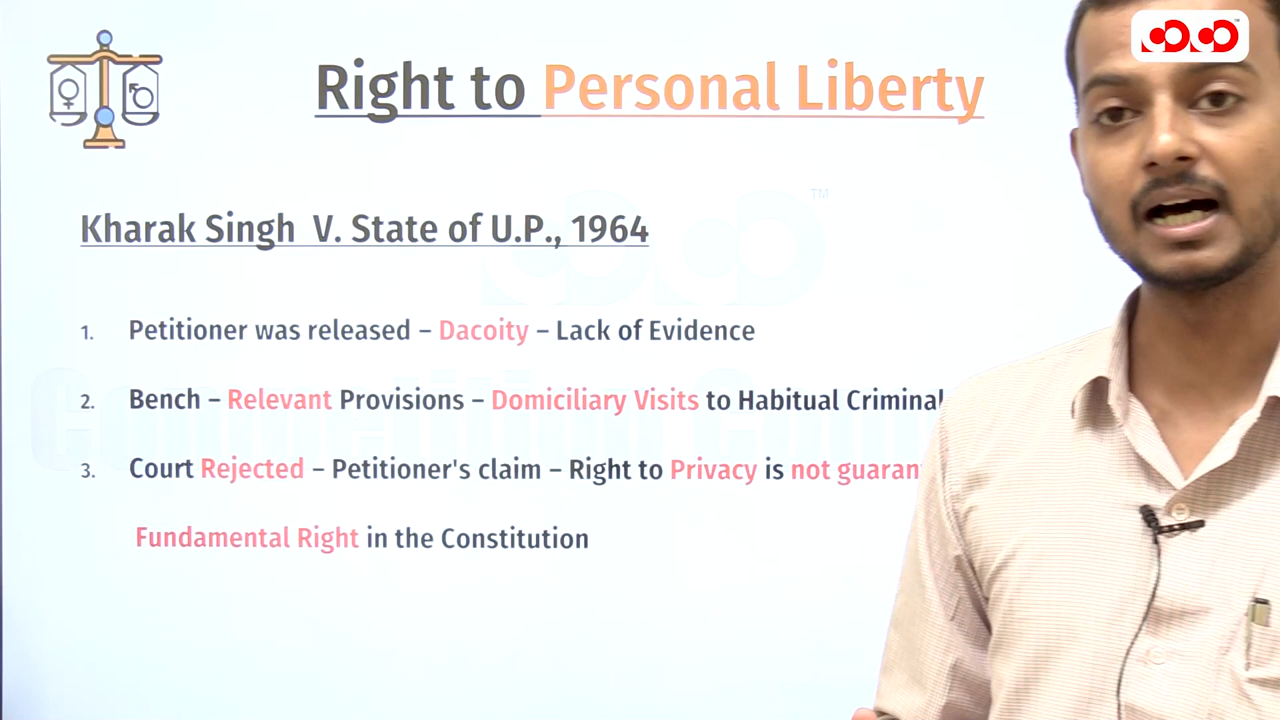 Right to Personal Liberty
™
Kharak Singh V. State of U.P., 1964
1. Petitioner was released – Dacoity – Lack of Evidence
2. Bench – Relevant Provisions – Domiciliary Visits to Habitual Criminal
3. Court Rejected – Petitioner's claim – Right to Privacy is not guaran
Fundamental Right in the Constitution